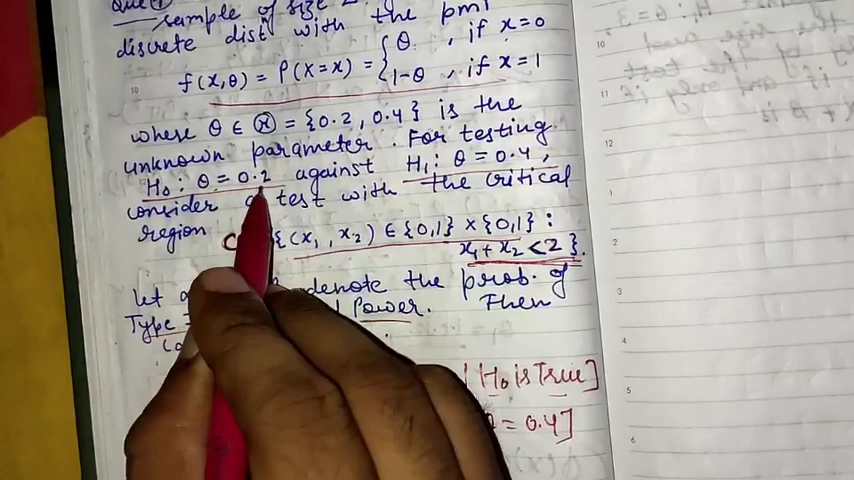 Que ①
sample of size
discrete dist with the pmf
f(x,θ) = P(X=x) = { θ , if x=0
1-θ , if x=1
where θ ∈ Ⓗ = {0.2, 0.4} is the
unknown parameter. For testing
H₀: θ = 0.2 against H₁: θ = 0.4,
consider a test with the critical
region {(x₁, x₂) ∈ {0,1} × {0,1} :
x₁+x₂ < 2}.
let denote the prob. of
Type Power. Then
H₀ is True]
= 0.4]